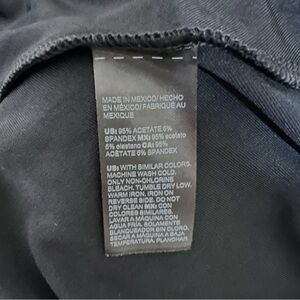 MADE IN MEXICO/ HECHO
EN MÉXICO/ FABRIQUÉ AU
MEXIQUE
US: 95% ACETATE 5%
SPANDEX MX: 95% acetato
5% elastano CA: 95%
ACÉTATE 5% SPANDEX
US: WITH SIMILAR COLORS.
MACHINE WASH COLD.
ONLY NON-CHLORINE
BLEACH. TUMBLE DRY LOW.
WARM IRON. IRON ON
REVERSE SIDE. DO NOT
DRY CLEAN MX: CON
COLORES SIMILARES.
LAVAR A MÁQUINA CON
AGUA FRÍA. SOLAMENTE
BLANQUEADOR SIN CLORO.
SECAR A MÁQUINA A BAJA
TEMPERATURA. PLANCHAR